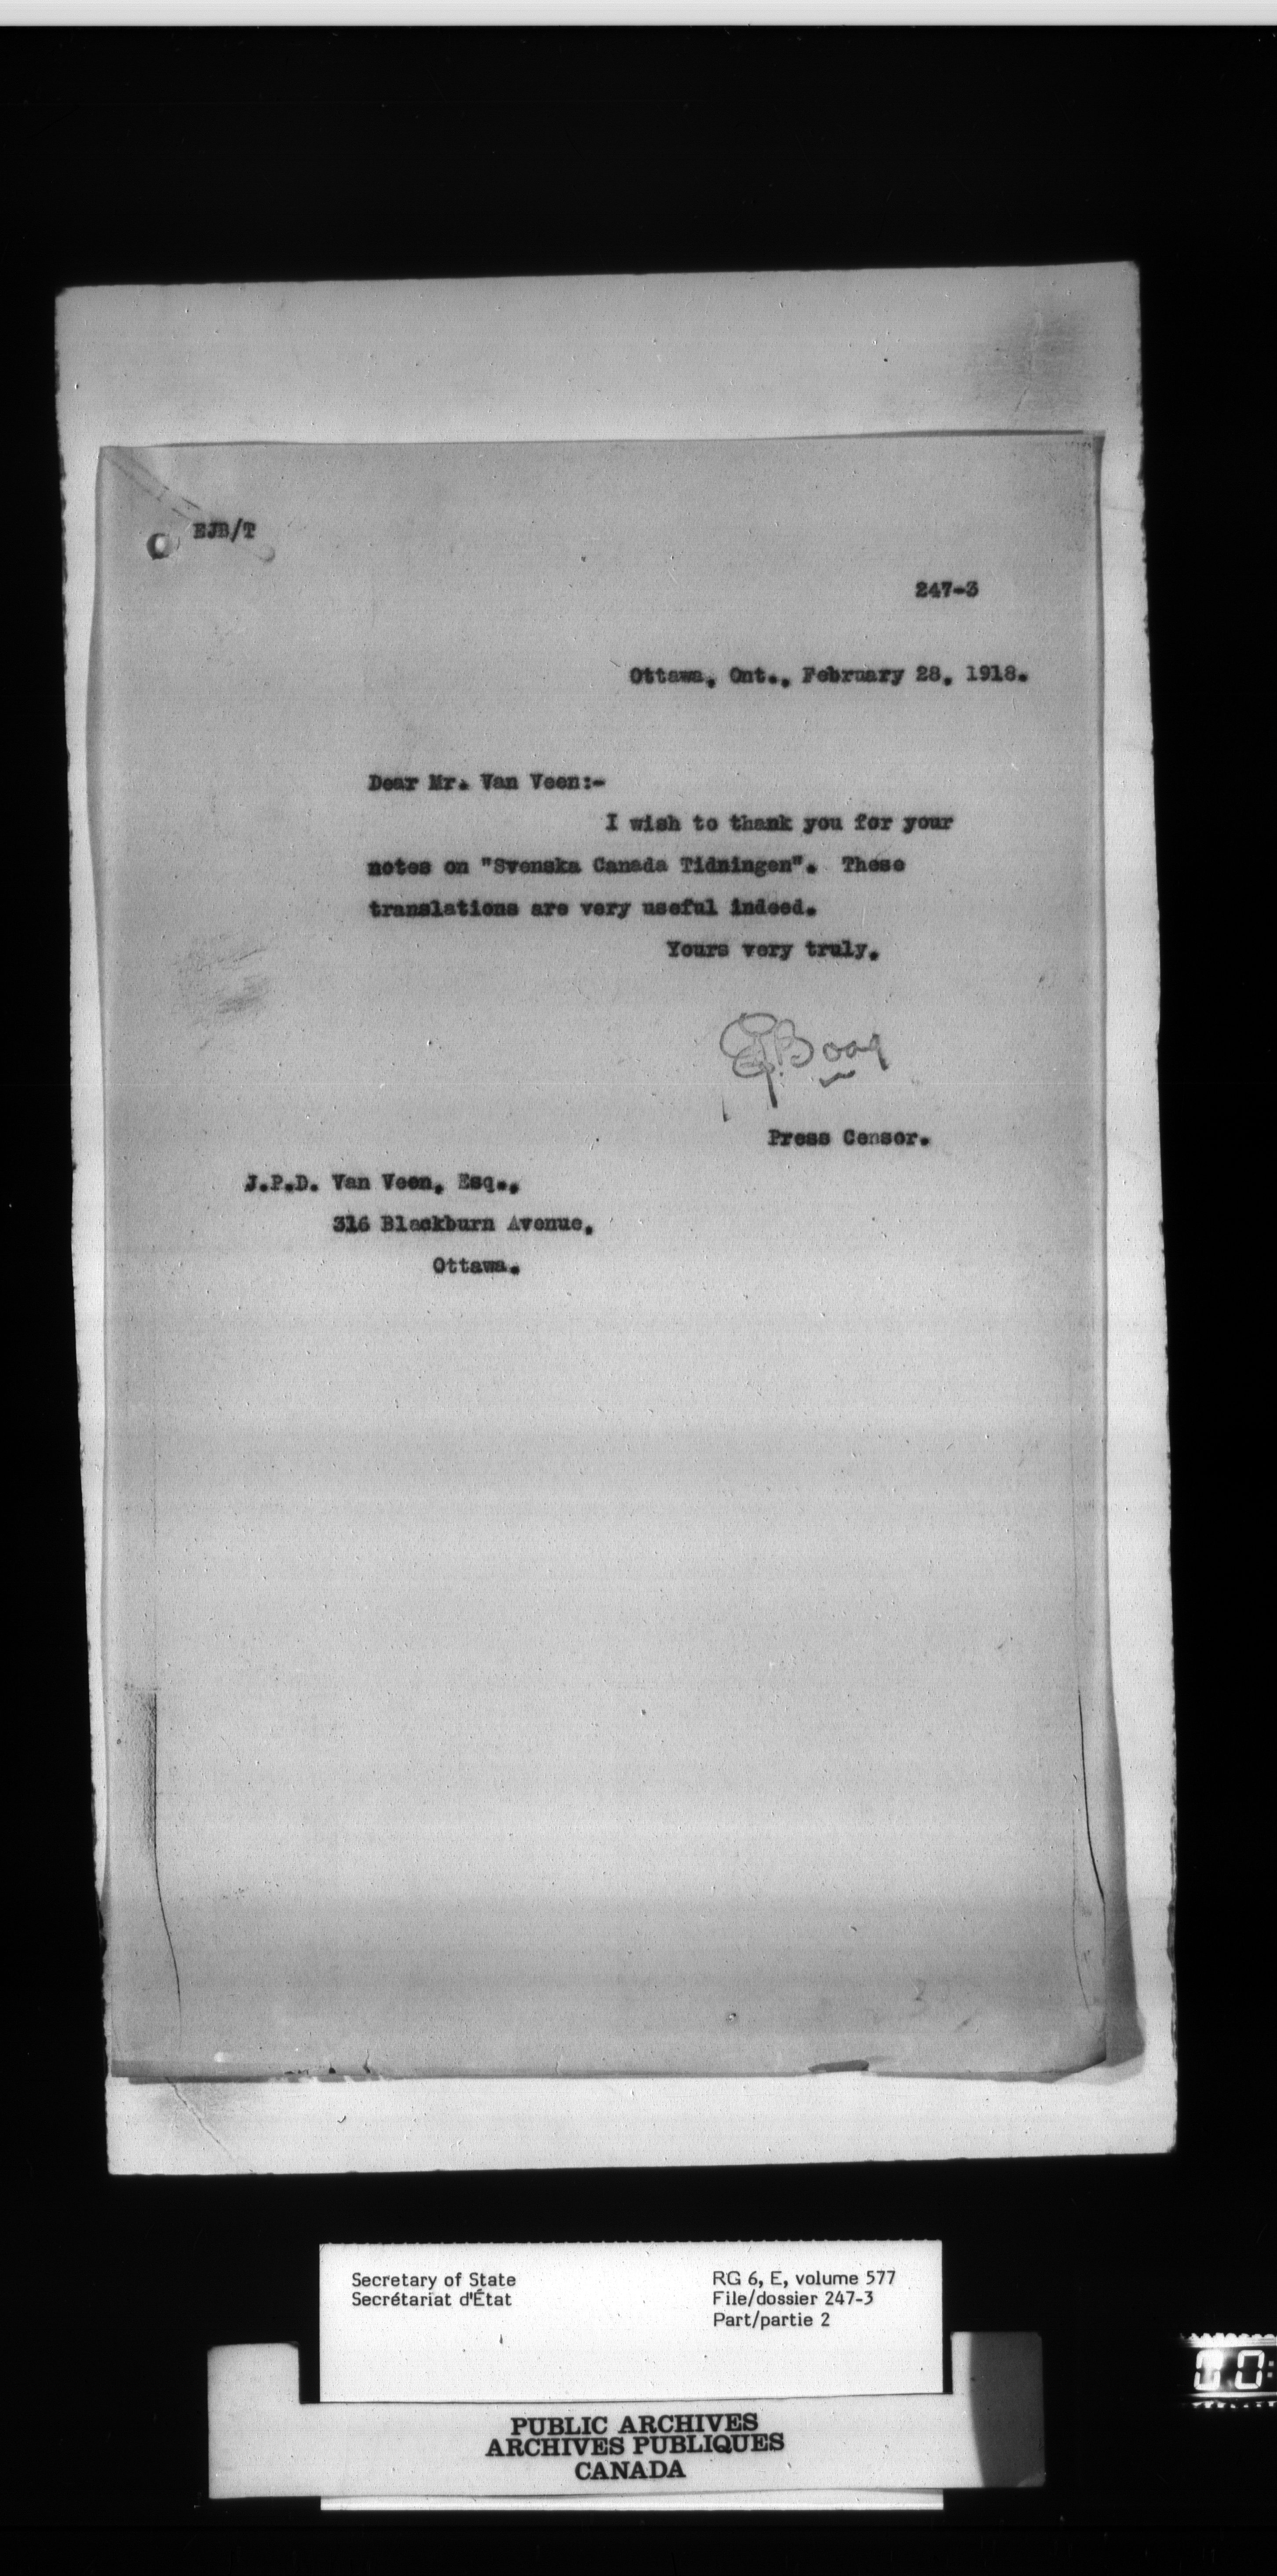 EJB/T
247-3
Ottawa, Ont., February 28, 1918.
Dear Mr. Van Veen:-
I wish to thank you for your
notes on "Svenska Canada Tidningen". These
translations are very useful indeed.
Yours very truly,
EJBoag
Press Censor.
J.P.D. Van Veen, Esq.,
316 Blackburn Avenue,
Ottawa.
Secretary of State
Secrétariat d'État
RG 6, E, volume 577
File/dossier 247-3
Part/partie 2
PUBLIC ARCHIVES
ARCHIVES PUBLIQUES
CANADA